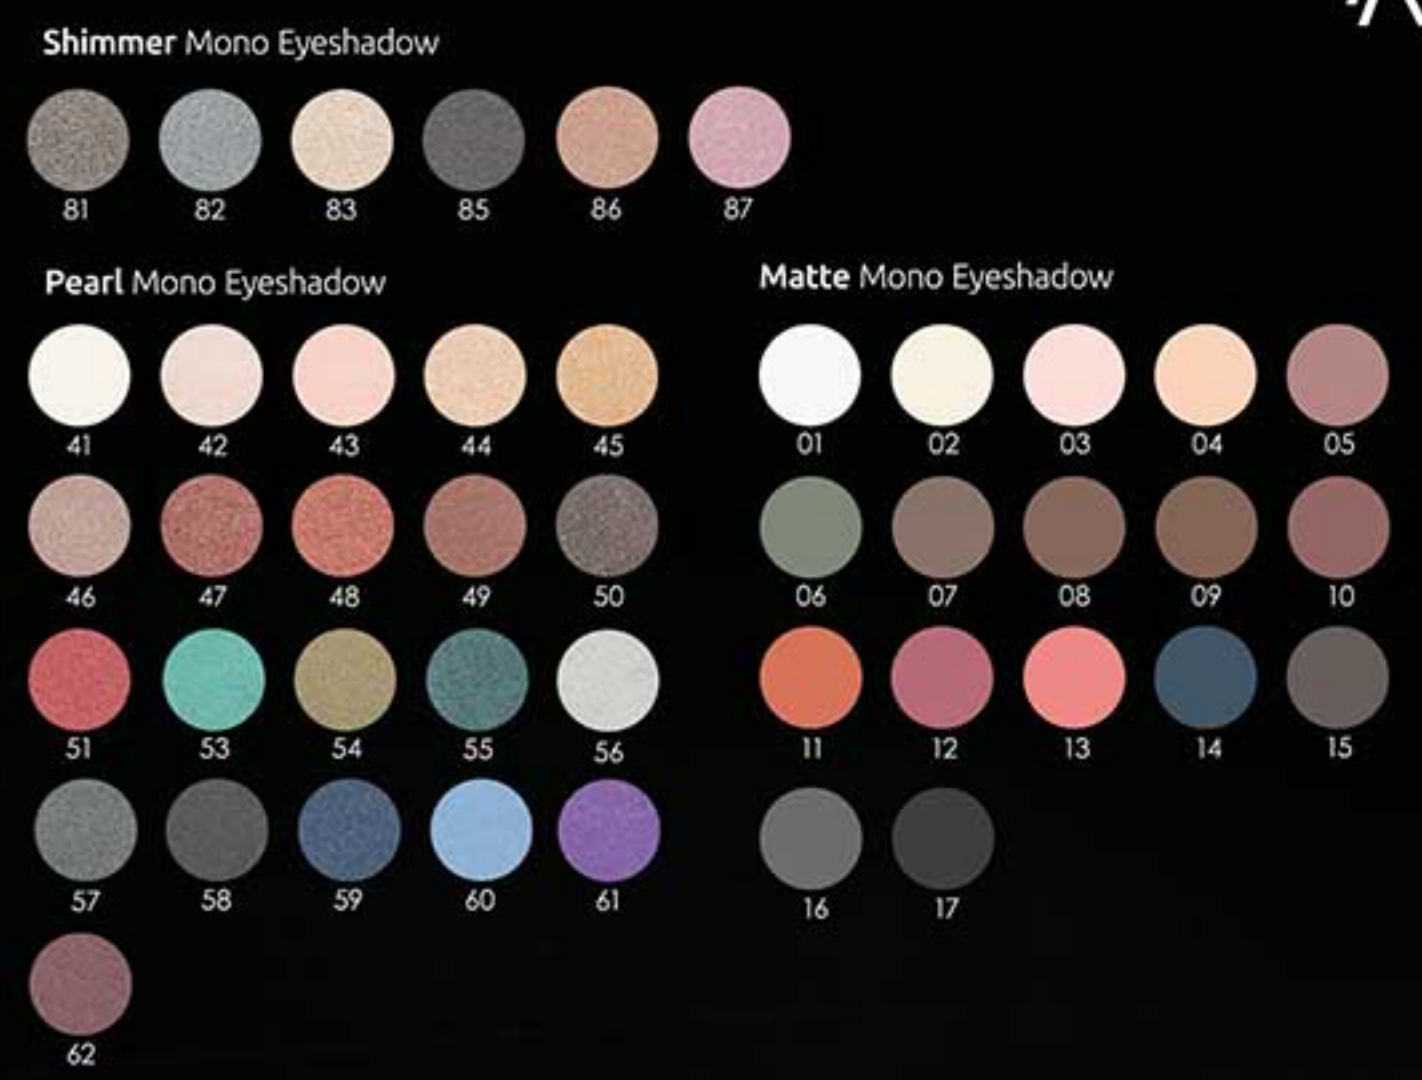 Shimmer Mono Eyeshadow
81 82 83 85 86 87
Pearl Mono Eyeshadow
41 42 43 44 45
46 47 48 49 50
51 53 54 55 56
57 58 59 60 61
62
Matte Mono Eyeshadow
01 02 03 04 05
06 07 08 09 10
11 12 13 14 15
16 17